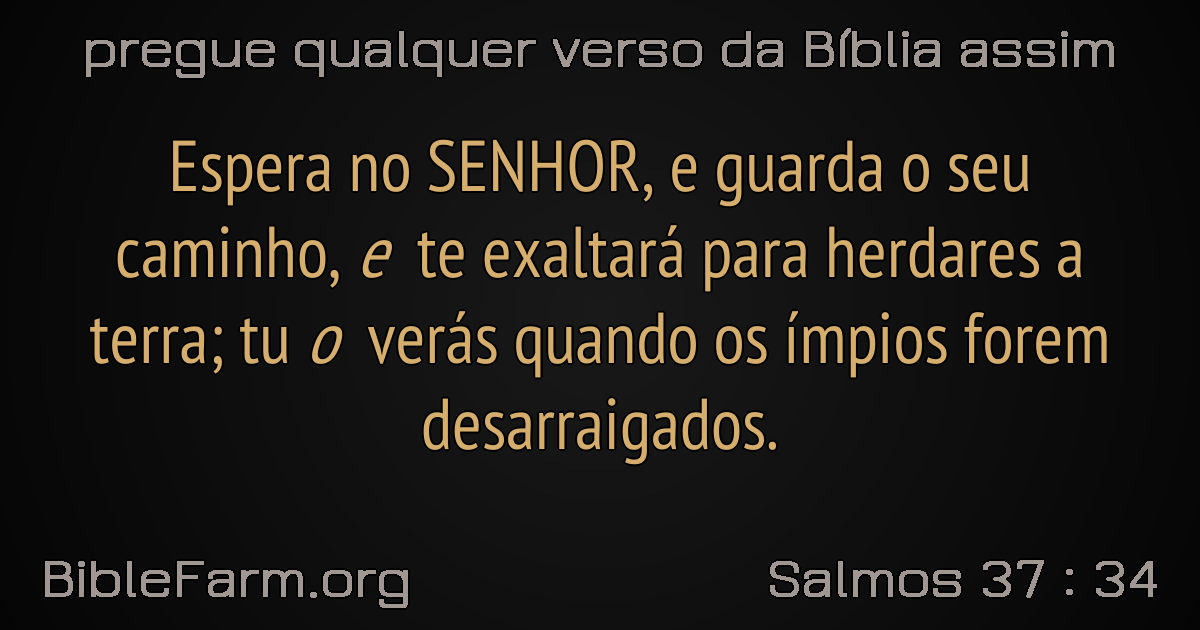 pregue qualquer verso da Bíblia assim
Espera no SENHOR, e guarda o seu
caminho, e te exaltará para herdares a
terra; tu o verás quando os ímpios forem
desarraigados.
BibleFarm.org
Salmos 37 : 34